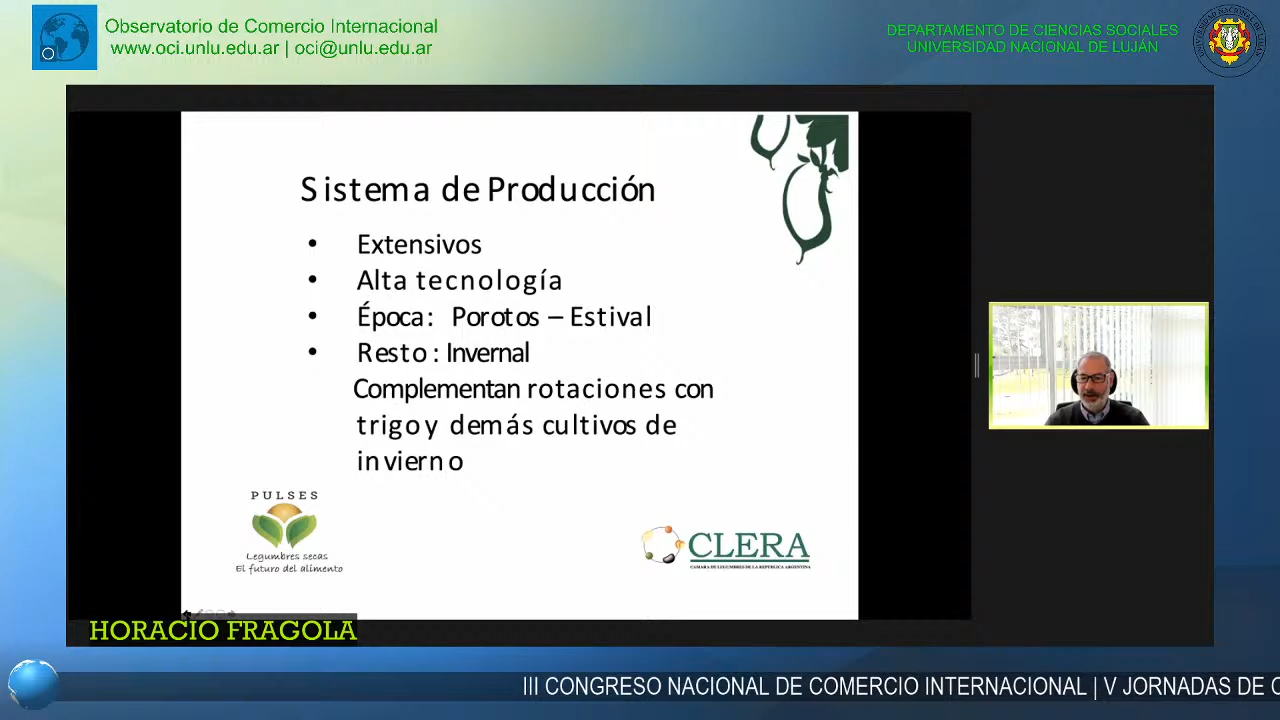 Observatorio de Comercio Internacional
www.oci.unlu.edu.ar | oci@unlu.edu.ar
DEPARTAMENTO DE CIENCIAS SOCIALES
UNIVERSIDAD NACIONAL DE LUJÁN
Sistema de Producción
• Extensivos
• Alta tecnología
• Época: Porotos – Estival
• Resto: Invernal
Complementan rotaciones con
trigo y demás cultivos de
invierno
PULSES
Legumbres secas
El futuro del alimento
CLERA
CAMARA DE LEGUMBRES DE LA REPUBLICA ARGENTINA
HORACIO FRAGOLA
III CONGRESO NACIONAL DE COMERCIO INTERNACIONAL | V JORNADAS DE C